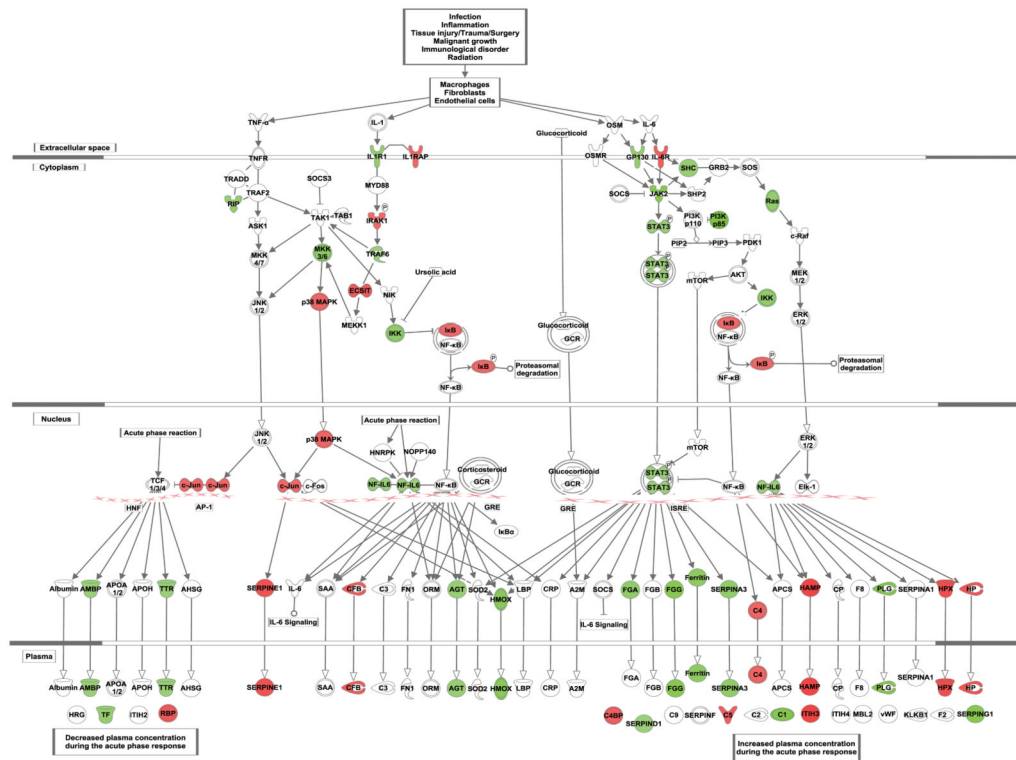 Infection
Inflammation
Tissue injury/Trauma/Surgery
Malignant growth
Immunological disorder
Radiation
Macrophages
Fibroblasts
Endothelial cells
TNF-α
IL-1
Glucocorticoid
OSM
IL-6
Extracellular space
Cytoplasm
TNFR
IL1R1
IL1RAP
OSMR
GP130
IL-6R
SHC
GRB2
SOS
TRADD
RIP
TRAF2
SOCS3
MYD88
SOCS
JAK2
SHP2
Ras
TAK1
TAB1
P
IRAK1
ASK1
STAT3
P
PI3K
p110
PI3K
p85
c-Raf
MKK
4/7
MKK
3/6
TRAF6
PIP2
PIP3
PDK1
STAT3
P
STAT3
P
Ursolic acid
mTOR
AKT
MEK
1/2
JNK
1/2
p38 MAPK
ECSIT
NIK
IKK
MEKK1
IKK
ERK
1/2
IκB
NF-κB
Glucocorticoid
GCR
IκB
NF-κB
IκB
P
Proteasomal
degradation
IκB
P
Proteasomal
degradation
NF-κB
NF-κB
Nucleus
Acute phase reaction
JNK
1/2
p38 MAPK
Acute phase reaction
HNRPK
NOPP140
mTOR
ERK
1/2
TCF
1/3/4
c-Jun
c-Jun
c-Jun
c-Fos
NF-IL6
NF-IL6
NF-κB
Corticosteroid
GCR
Glucocorticoid
GCR
STAT3
P
STAT3
P
NF-κB
NF-IL6
Elk-1
HNF
AP-1
GRE
GRE
ISRE
IκBα
Albumin
AMBP
APOA
1/2
APOH
TTR
AHSG
SERPINE1
IL-6
SAA
CFB
C3
FN1
ORM
AGT
SOD2
HMOX
LBP
CRP
A2M
SOCS
FGA
FGB
FGG
Ferritin
SERPINA3
C4
APCS
HAMP
CP
F8
PLG
SERPINA1
HPX
HP
IL-6 Signaling
IL-6 Signaling
Plasma
Albumin
AMBP
APOA
1/2
APOH
TTR
AHSG
SERPINE1
SAA
CFB
C3
FN1
ORM
AGT
SOD2
HMOX
LBP
CRP
A2M
FGA
FGB
FGG
Ferritin
SERPINA3
C4
APCS
HAMP
CP
F8
PLG
SERPINA1
HPX
HP
HRG
TF
ITIH2
RBP
C4BP
SERPIND1
C9
SERPINF
C5
C2
C1
ITIH3
ITIH4
MBL2
vWF
KLKB1
F2
SERPING1
Decreased plasma concentration
during the acute phase response
Increased plasma concentration
during the acute phase response